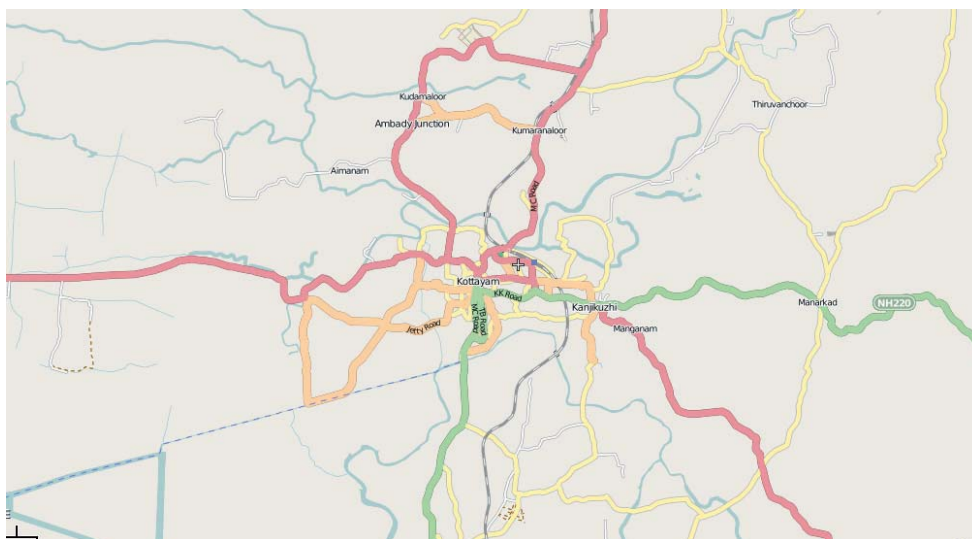 Kudamaloor
Thiruvanchoor
Ambady Junction
Kumaranaloor
Aimanam
M C Road
Kottayam
KK Road
Manarkad
NH220
Kanjikuzhi
TB Road
MC Road
Jetty Road
Manganam